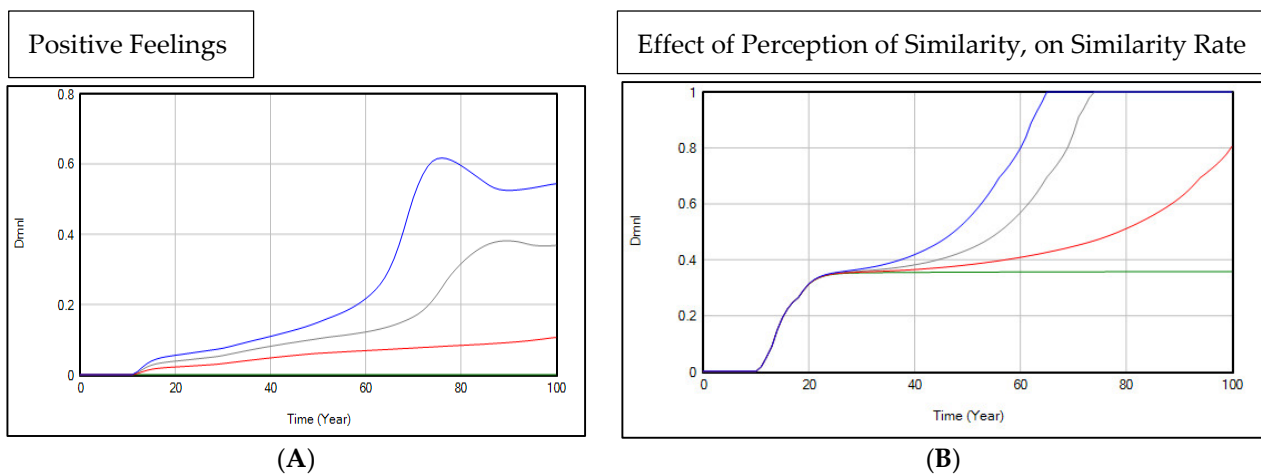 Positive Feelings
Effect of Perception of Similarity, on Similarity Rate
0.8
0.6
0.4
0.2
0
Dmnl
0 20 40 60 80 100
Time (Year)
(A)
1
0.8
0.6
0.4
0.2
0
Dmnl
0 20 40 60 80 100
Time (Year)
(B)